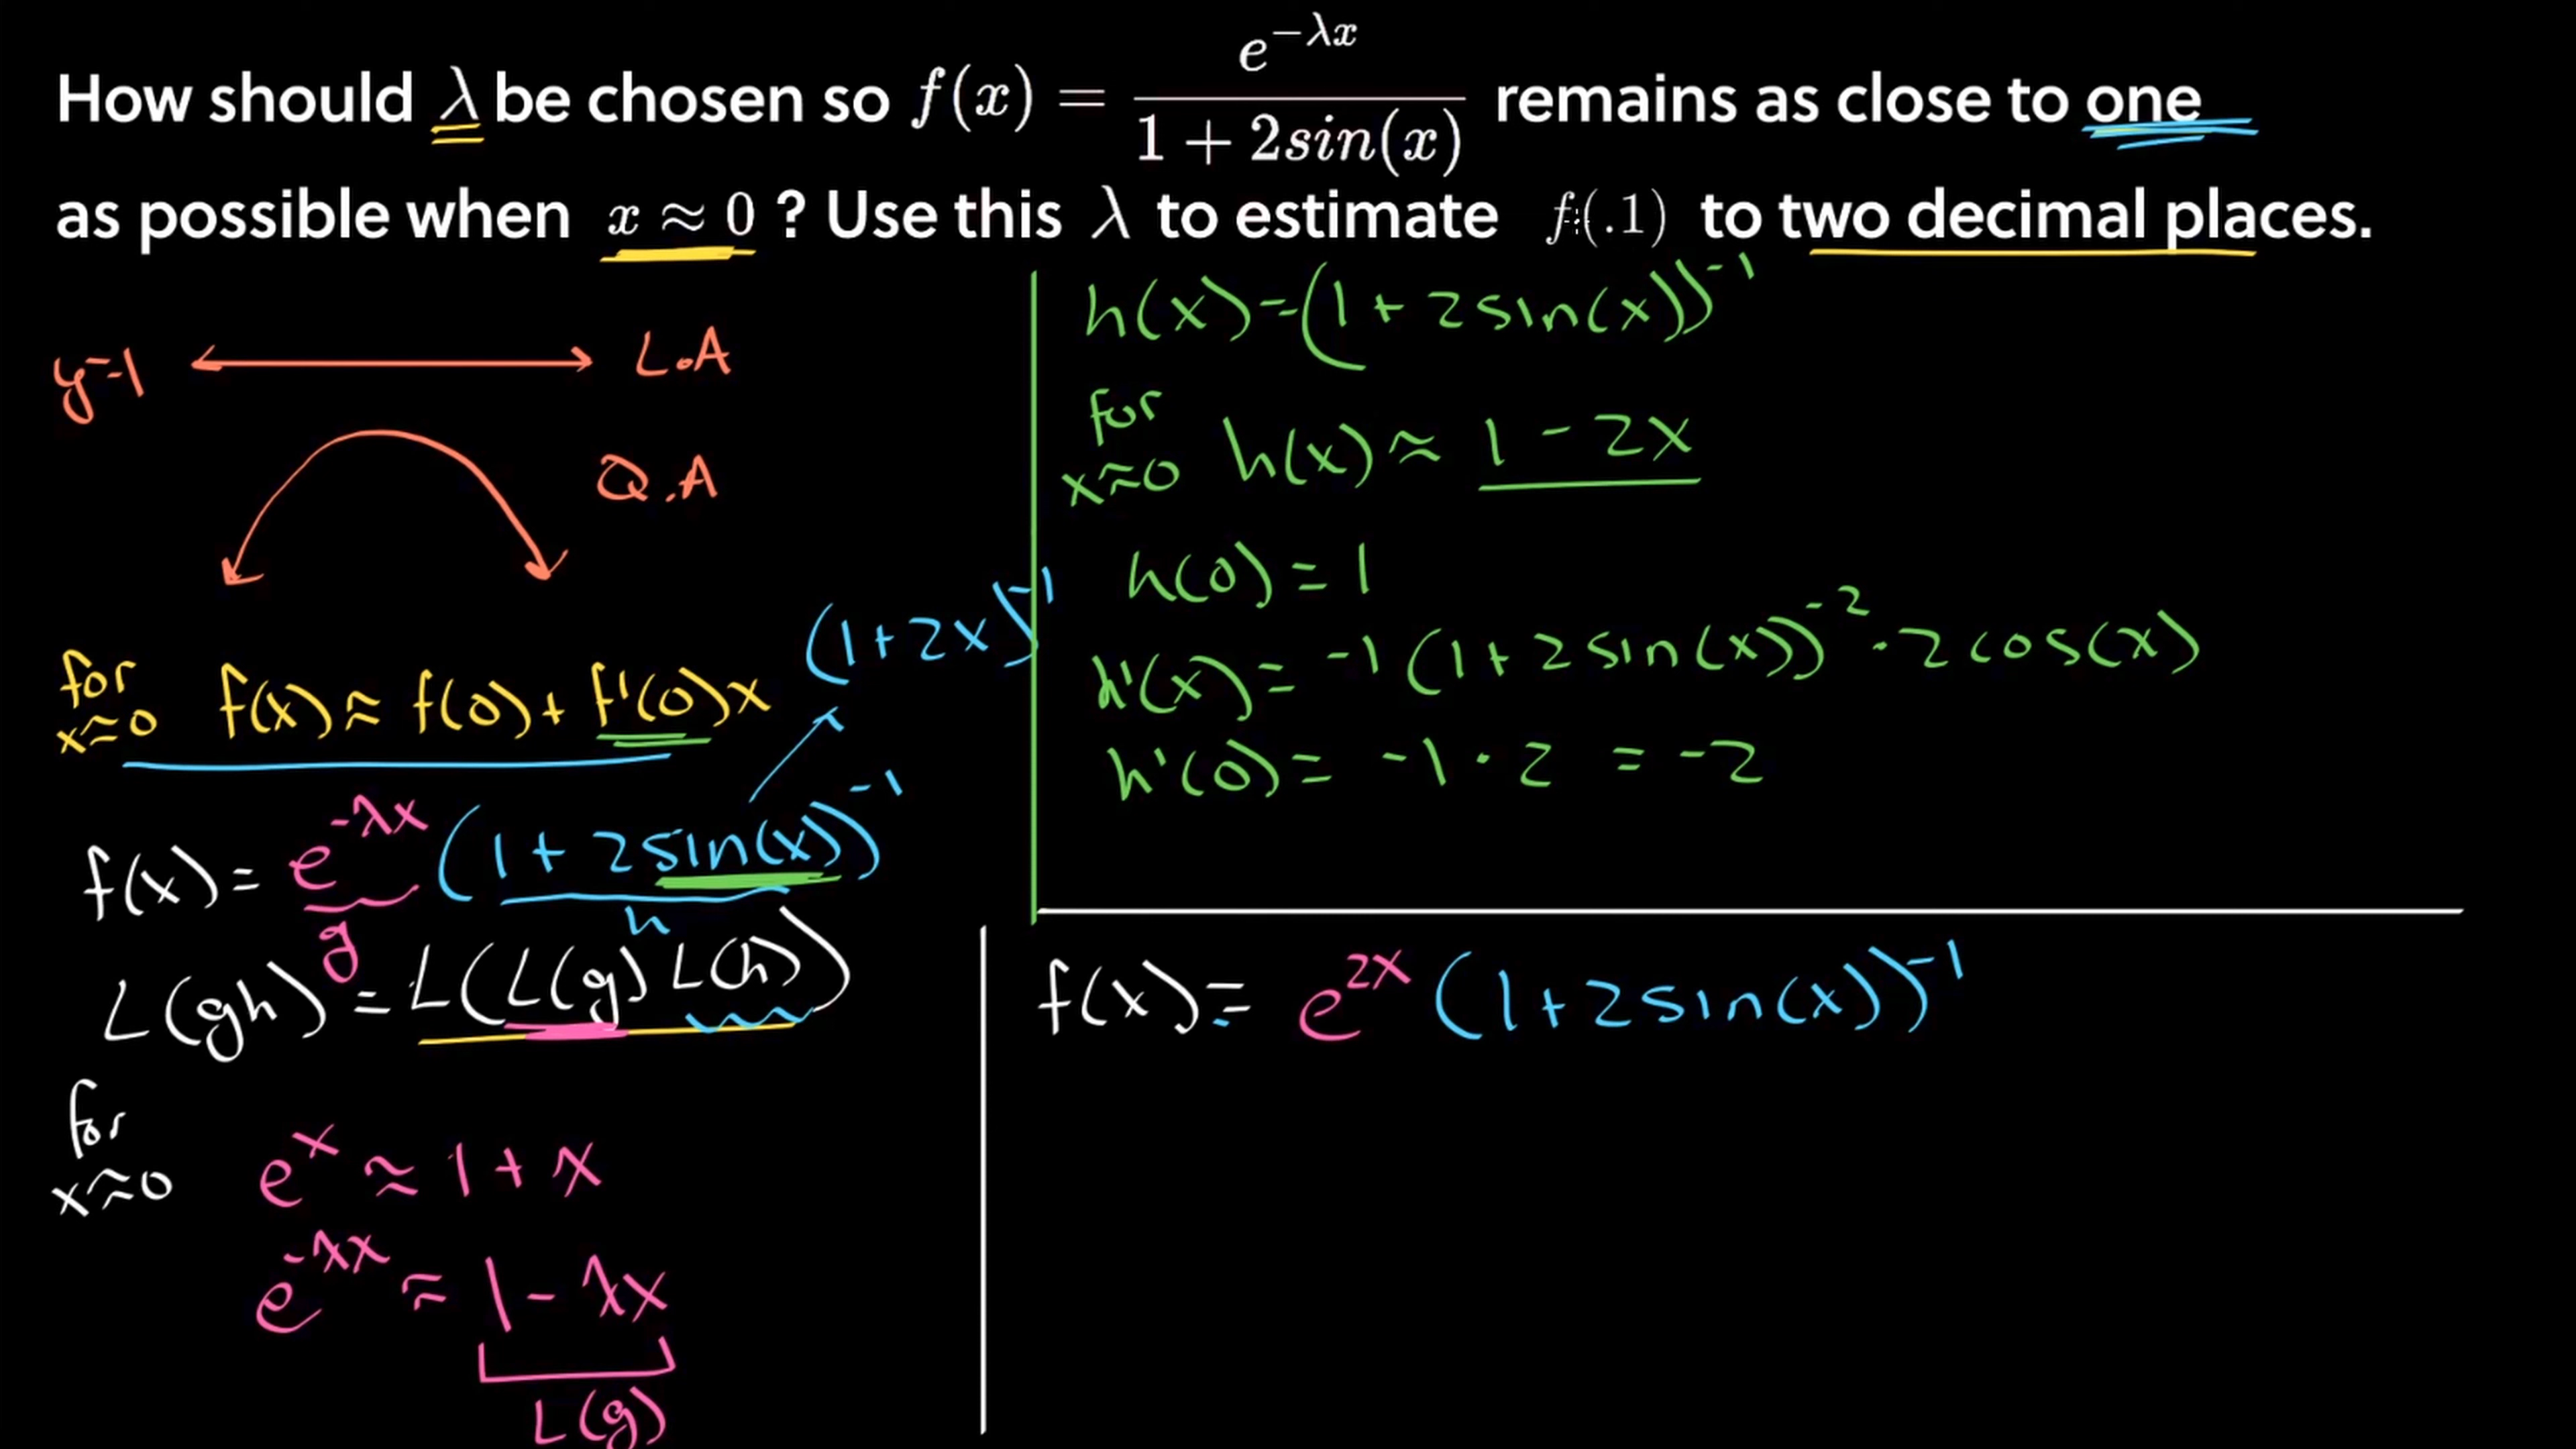 How should λ be chosen so f(x) = e^{-λx} / (1 + 2sin(x)) remains as close to one
as possible when x ≈ 0 ? Use this λ to estimate f(.1) to two decimal places.
y=1
L.A
Q.A
for x≈0 f(x) ≈ f(0) + f'(0)x
(1+2x)^{-1}
f(x) = e^{-λx} (1 + 2sin(x))^{-1}
g
h
L(gh) = L(L(g) L(h))
for x≈0
e^x ≈ 1 + x
e^{-λx} ≈ 1 - λx
L(g)
h(x) = (1 + 2sin(x))^{-1}
for x≈0 h(x) ≈ 1 - 2x
h(0) = 1
h'(x) = -1 (1 + 2sin(x))^{-2} · 2cos(x)
h'(0) = -1 · 2 = -2
f(x) = e^{2x} (1+2sin(x))^{-1}